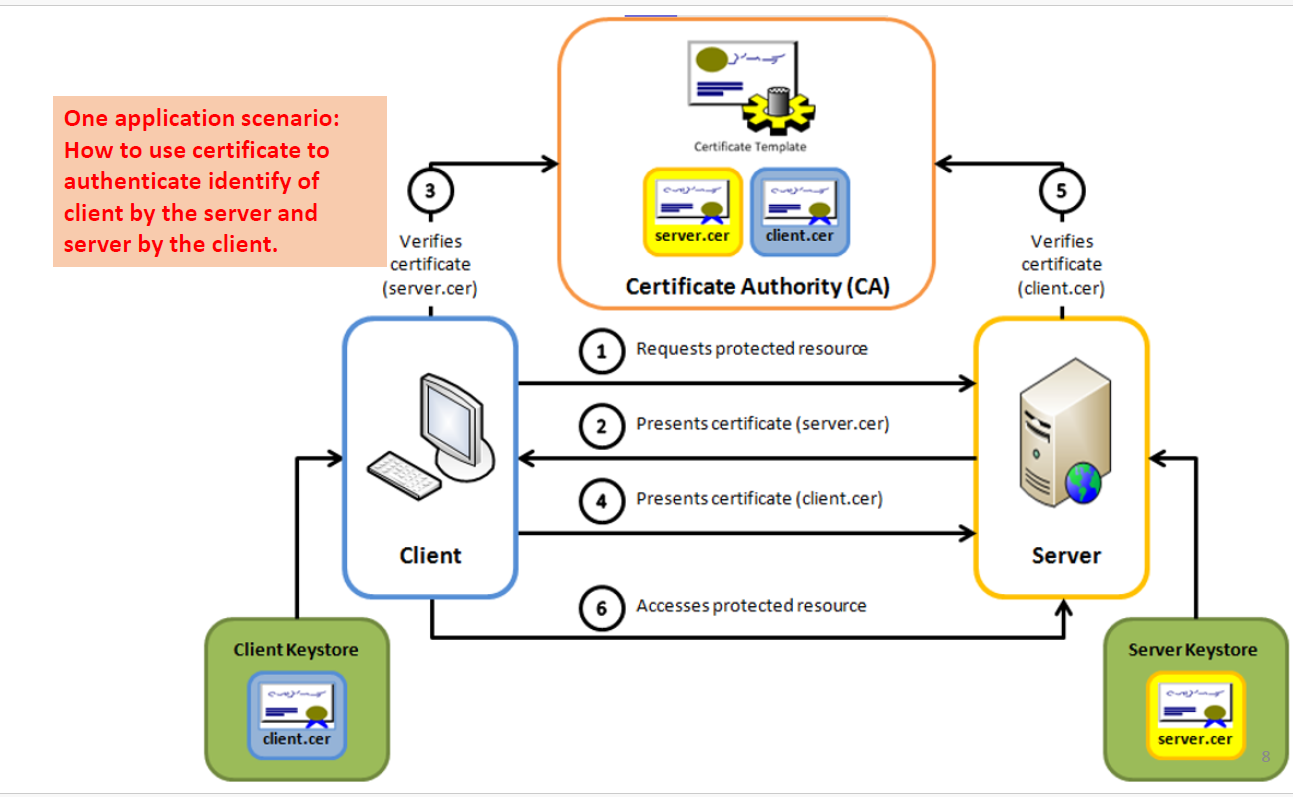 One application scenario:
How to use certificate to
authenticate identify of
client by the server and
server by the client.
Certificate Template
server.cer
client.cer
Certificate Authority (CA)
3
Verifies
certificate
(server.cer)
5
Verifies
certificate
(client.cer)
1 Requests protected resource
2 Presents certificate (server.cer)
4 Presents certificate (client.cer)
Client
Server
6 Accesses protected resource
Client Keystore
client.cer
Server Keystore
server.cer
8